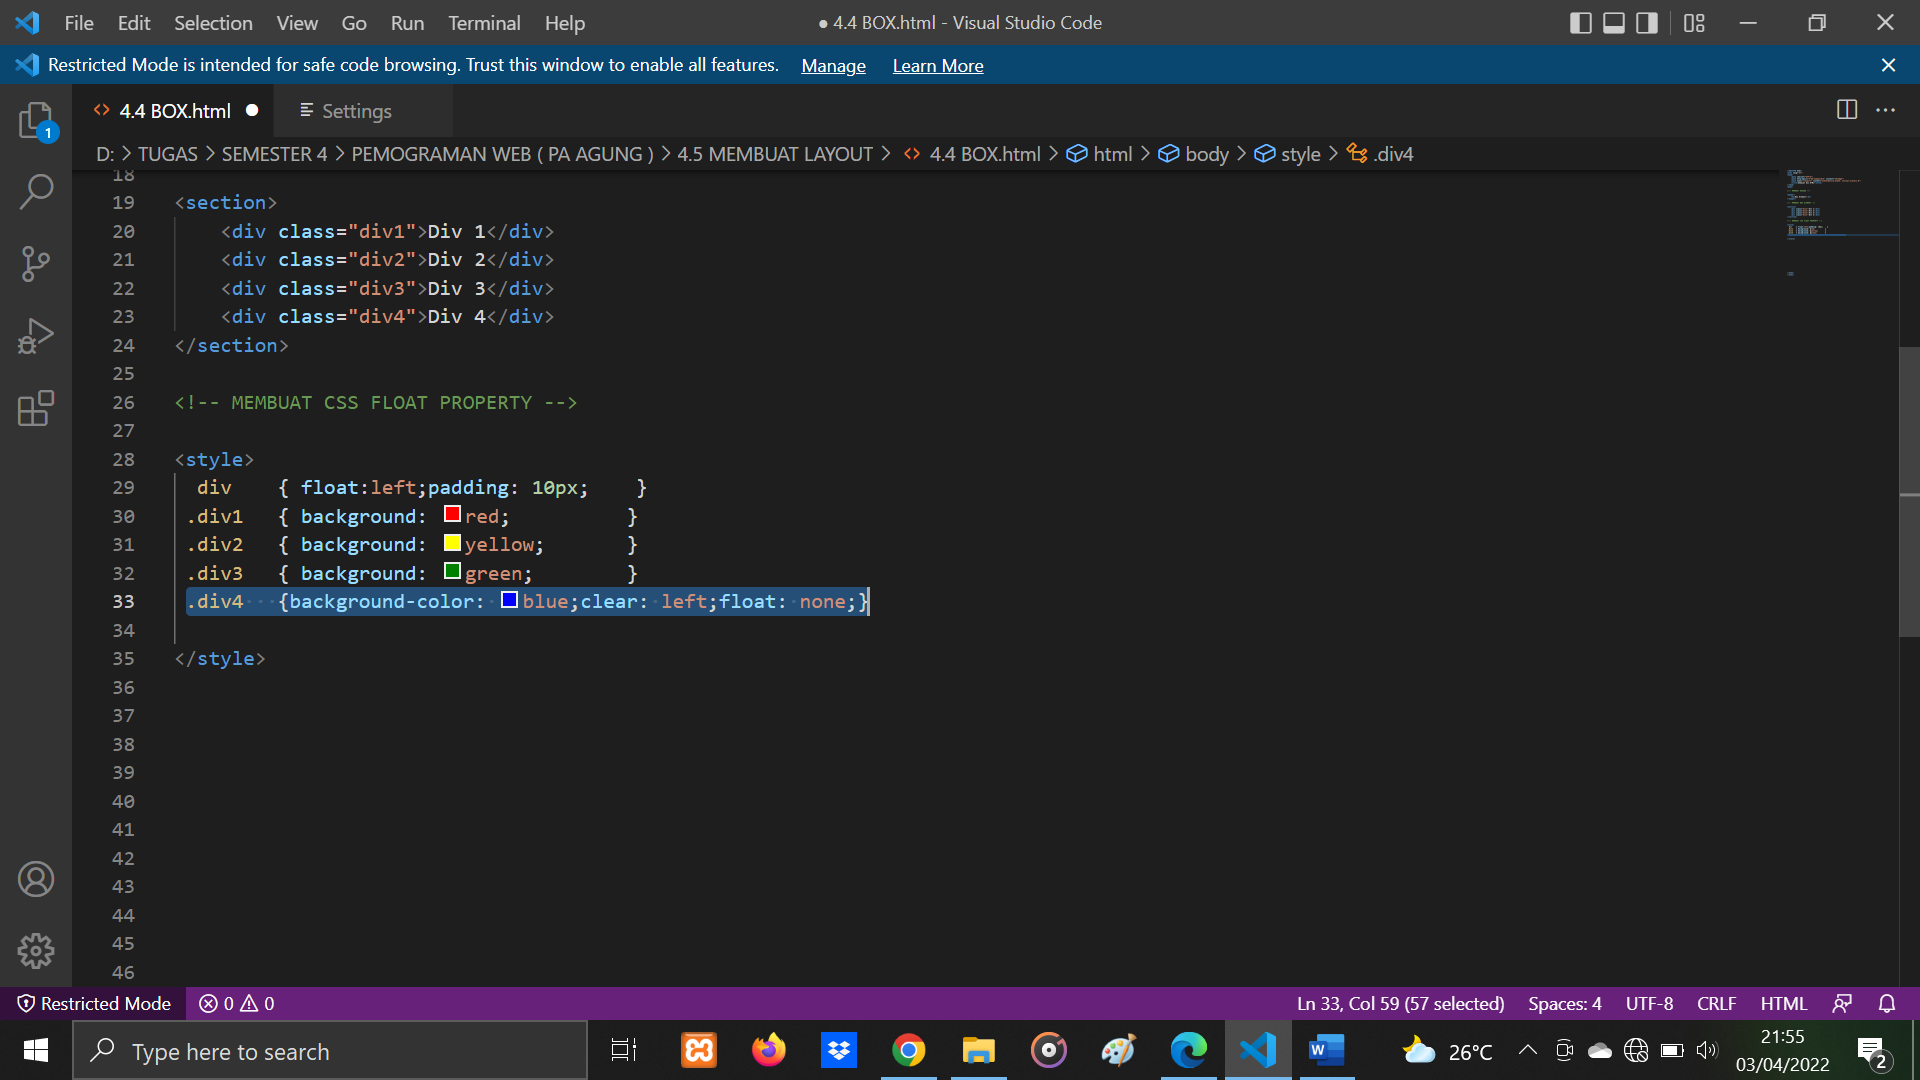 File Edit Selection View Go Run Terminal Help
● 4.4 BOX.html - Visual Studio Code
Restricted Mode is intended for safe code browsing. Trust this window to enable all features. Manage Learn More
1
4.4 BOX.html ● Settings
D: > TUGAS > SEMESTER 4 > PEMOGRAMAN WEB ( PA AGUNG ) > 4.5 MEMBUAT LAYOUT > 4.4 BOX.html > html > body > style > .div4
18
19 <section>
20     <div class="div1">Div 1</div>
21     <div class="div2">Div 2</div>
22     <div class="div3">Div 3</div>
23     <div class="div4">Div 4</div>
24 </section>
25
26 <!-- MEMBUAT CSS FLOAT PROPERTY -->
27
28 <style>
29   div    { float:left;padding: 10px;    }
30  .div1   { background: red;          }
31  .div2   { background: yellow;       }
32  .div3   { background: green;        }
33  .div4   {background-color: blue;clear: left;float: none;}
34
35 </style>
36
37
38
39
40
41
42
43
44
45
46
Restricted Mode 0 0 Ln 33, Col 59 (57 selected) Spaces: 4 UTF-8 CRLF HTML
Type here to search
26°C
21:55
03/04/2022
2